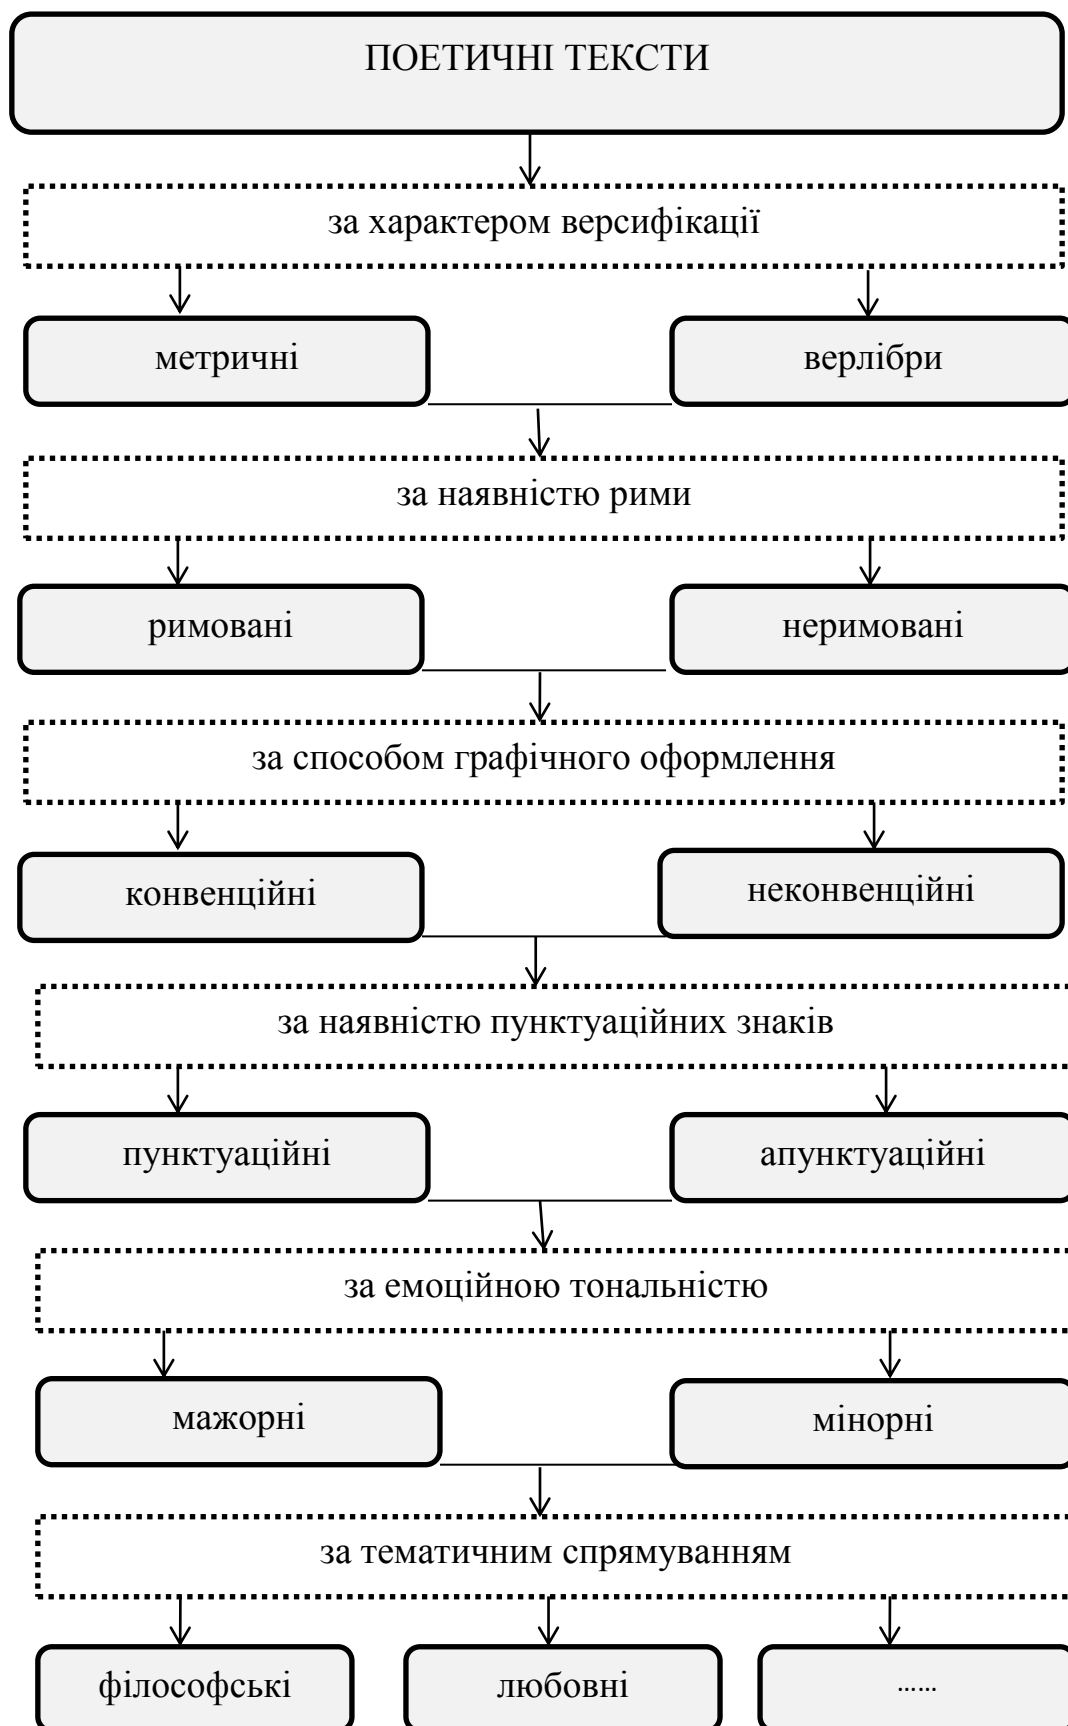 ПОЕТИЧНІ ТЕКСТИ
за характером версифікації
метричні
верлібри
за наявністю рими
римовані
неримовані
за способом графічного оформлення
конвенційні
неконвенційні
за наявністю пунктуаційних знаків
пунктуаційні
апунктуаційні
за емоційною тональністю
мажорні
мінорні
за тематичним спрямуванням
філософські
любовні
......